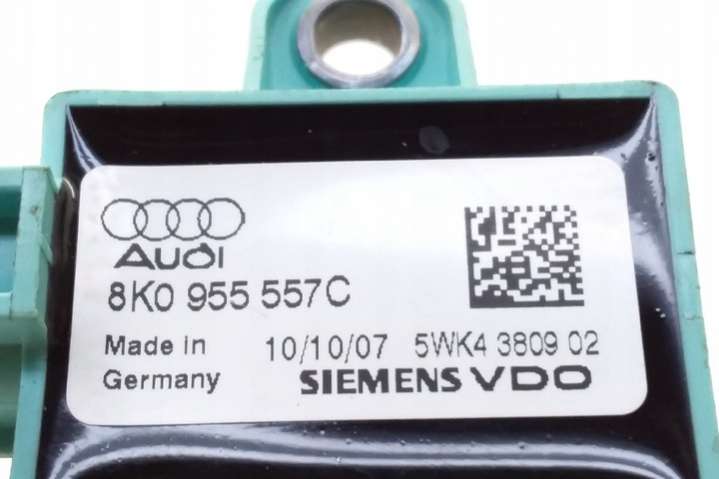 Audi
8K0 955 557C
Made in Germany
10/10/07 5WK4 3809 02
SIEMENS VDO